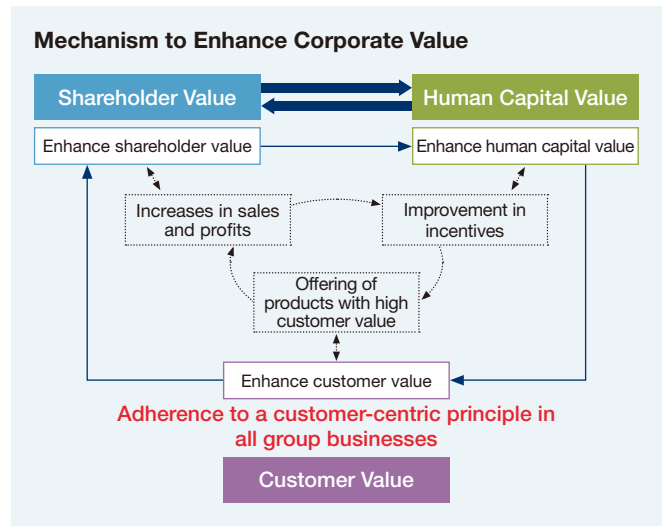 Mechanism to Enhance Corporate Value
Shareholder Value
Human Capital Value
Enhance shareholder value
Enhance human capital value
Increases in sales
and profits
Improvement in
incentives
Offering of
products with high
customer value
Enhance customer value
Adherence to a customer-centric principle in
all group businesses
Customer Value